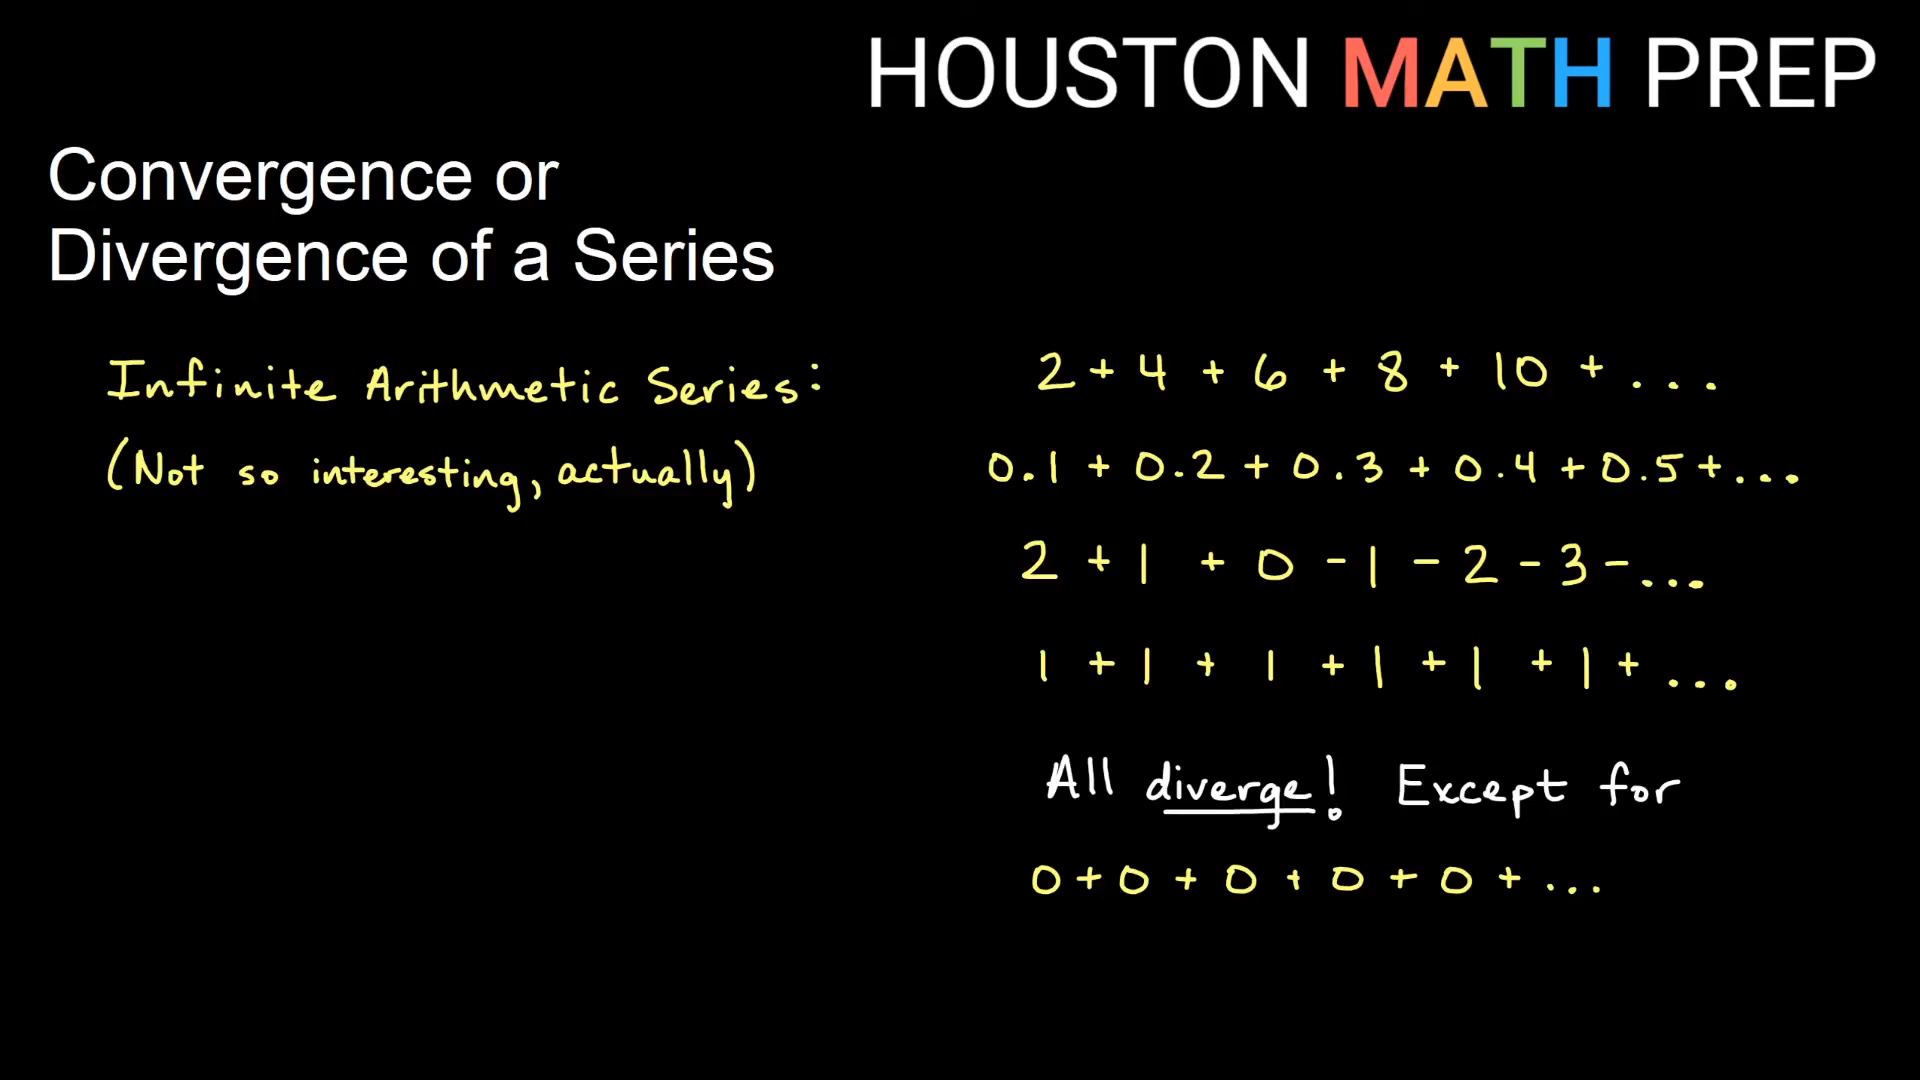 HOUSTON MATH PREP
Convergence or
Divergence of a Series
Infinite Arithmetic Series:
(Not so interesting, actually)
2 + 4 + 6 + 8 + 10 + ...
0.1 + 0.2 + 0.3 + 0.4 + 0.5 + ...
2 + 1 + 0 - 1 - 2 - 3 - ...
1 + 1 + 1 + 1 + 1 + 1 + ...
All diverge! Except for
0 + 0 + 0 + 0 + 0 + ...